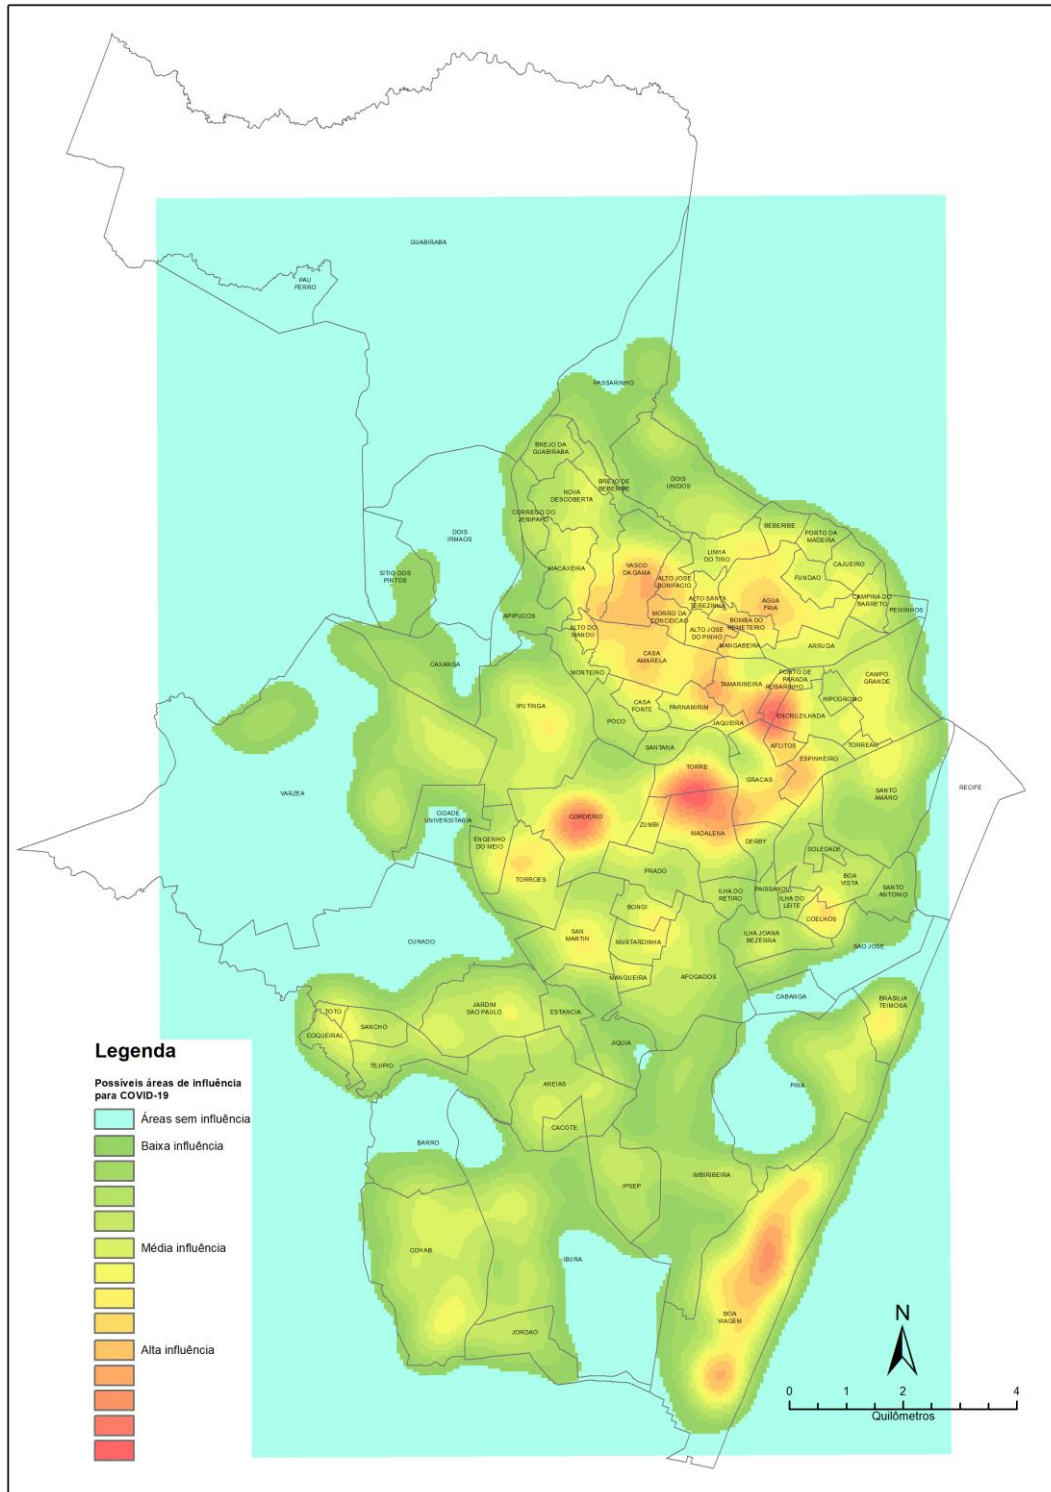 GUABIRABA
PAU
FERRO
PASSARINHO
BREJO DA
GUABIRABA
BREJO DE
BEBERIBE
DOIS
UNIDOS
NOVA
DESCOBERTA
CORREGO DO
JENIPAPO
DOIS
IRMAOS
BEBERIBE
PORTO DA
MADEIRA
LINHA
DO TIRO
CAJUEIRO
VASCO
DA GAMA
MACAXEIRA
SITIO DOS
PINTOS
ALTO JOSE
BONIFACIO
FUNDAO
ALTO SANTA
TEREZINHA
AGUA
FRIA
CAMPINA DO
BARRETO
PEIXINHOS
APIPUCOS
MORRO DA
CONCEICAO
BOMBA DO
HEMETERIO
ALTO DO
MANDU
ALTO JOSE
DO PINHO
MANGABEIRA
ARRUDA
CASA
AMARELA
CAXANGA
MONTEIRO
PORTO DE
PARADA
ROSARINHO
CAMPO
GRANDE
TAMARINEIRA
HIPODROMO
IPUTINGA
CASA
FORTE
PARNAMIRIM
POCO
JAQUEIRA
ENCRUZILHADA
SANTANA
AFLITOS
TORREAO
ESPINHEIRO
TORRE
GRACAS
RECIFE
SANTO
AMARO
VARZEA
CIDADE
UNIVERSITARIA
CORDEIRO
ZUMBI
MADALENA
DERBY
ENGENHO
DO MEIO
SOLEDADE
PRADO
TORROES
BOA
VISTA
SANTO
ANTONIO
ILHA DO
RETIRO
PAISSANDU
ILHA DO
LEITE
COELHOS
BONGI
SAN
MARTIN
MUSTARDINHA
ILHA JOANA
BEZERRA
SAO JOSE
CURADO
MANGUEIRA
AFOGADOS
CABANGA
BRASILIA
TEIMOSA
TOTO
JARDIM
SAO PAULO
ESTANCIA
SANCHO
COQUEIRAL
JIQUIA
TEJIPIO
AREIAS
PINA
CACOTE
BARRO
IMBIRIBEIRA
IPSEP
COHAB
IBURA
BOA
VIAGEM
JORDAO
Legenda
Possíveis áreas de influência
para COVID-19
Áreas sem influência
Baixa influência
Média influência
Alta influência
N
0 1 2 4
Quilômetros